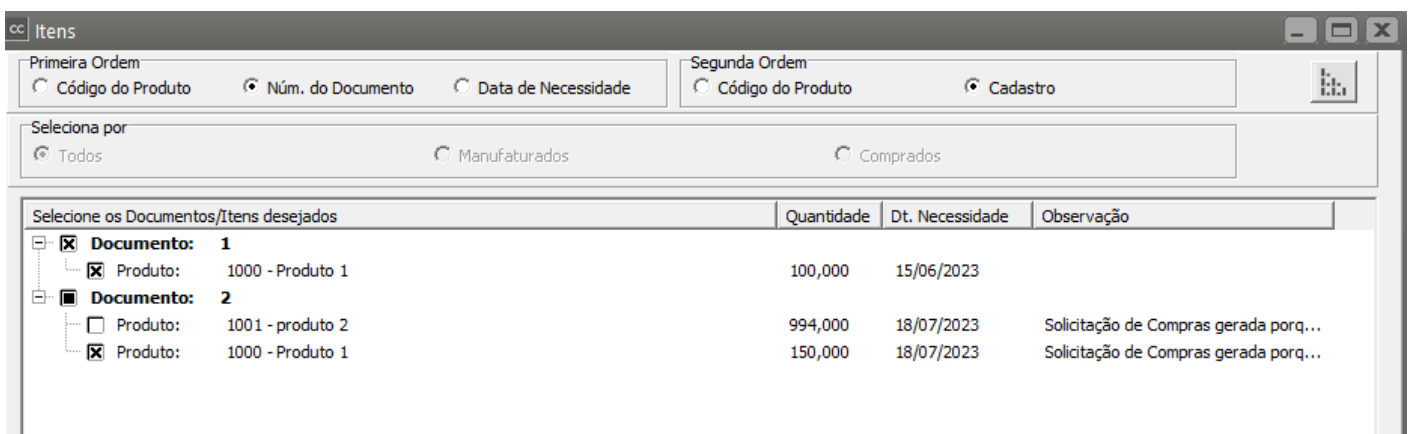 cc Itens
Primeira Ordem
Código do Produto Núm. do Documento Data de Necessidade
Segunda Ordem
Código do Produto Cadastro
Seleciona por
Todos Manufaturados Comprados
Selecione os Documentos/Itens desejados Quantidade Dt. Necessidade Observação
Documento: 1
Produto: 1000 - Produto 1 100,000 15/06/2023
Documento: 2
Produto: 1001 - produto 2 994,000 18/07/2023 Solicitação de Compras gerada porq...
Produto: 1000 - Produto 1 150,000 18/07/2023 Solicitação de Compras gerada porq...